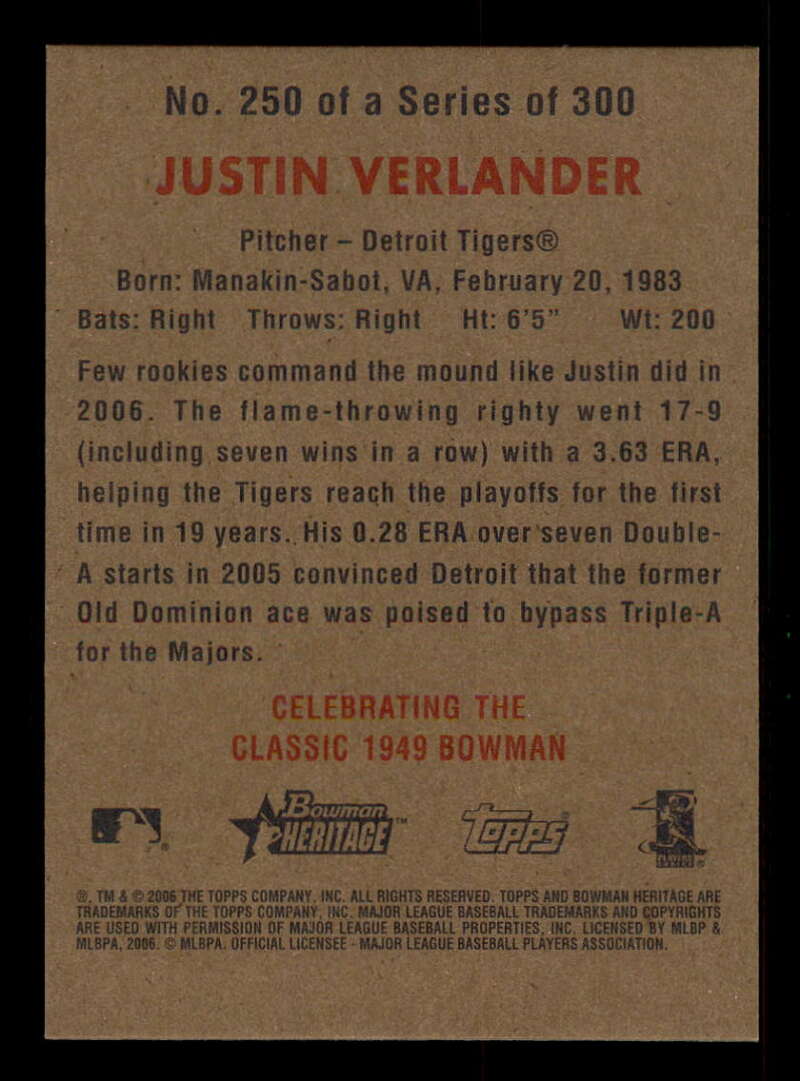 No. 250 of a Series of 300
JUSTIN VERLANDER
Pitcher – Detroit Tigers®
Born: Manakin-Sabot, VA, February 20, 1983
Bats: Right Throws: Right Ht: 6'5" Wt: 200
Few rookies command the mound like Justin did in
2006. The flame-throwing righty went 17-9
(including seven wins in a row) with a 3.63 ERA,
helping the Tigers reach the playoffs for the first
time in 19 years. His 0.28 ERA over seven Double-
A starts in 2005 convinced Detroit that the former
Old Dominion ace was poised to bypass Triple-A
for the Majors.
CELEBRATING THE
CLASSIC 1949 BOWMAN
Bowman HERITAGE™ TOPPS
®, TM & © 2006 THE TOPPS COMPANY, INC. ALL RIGHTS RESERVED. TOPPS AND BOWMAN HERITAGE ARE
TRADEMARKS OF THE TOPPS COMPANY, INC. MAJOR LEAGUE BASEBALL TRADEMARKS AND COPYRIGHTS
ARE USED WITH PERMISSION OF MAJOR LEAGUE BASEBALL PROPERTIES, INC. LICENSED BY MLBP &
MLBPA, 2006. © MLBPA. OFFICIAL LICENSEE - MAJOR LEAGUE BASEBALL PLAYERS ASSOCIATION.